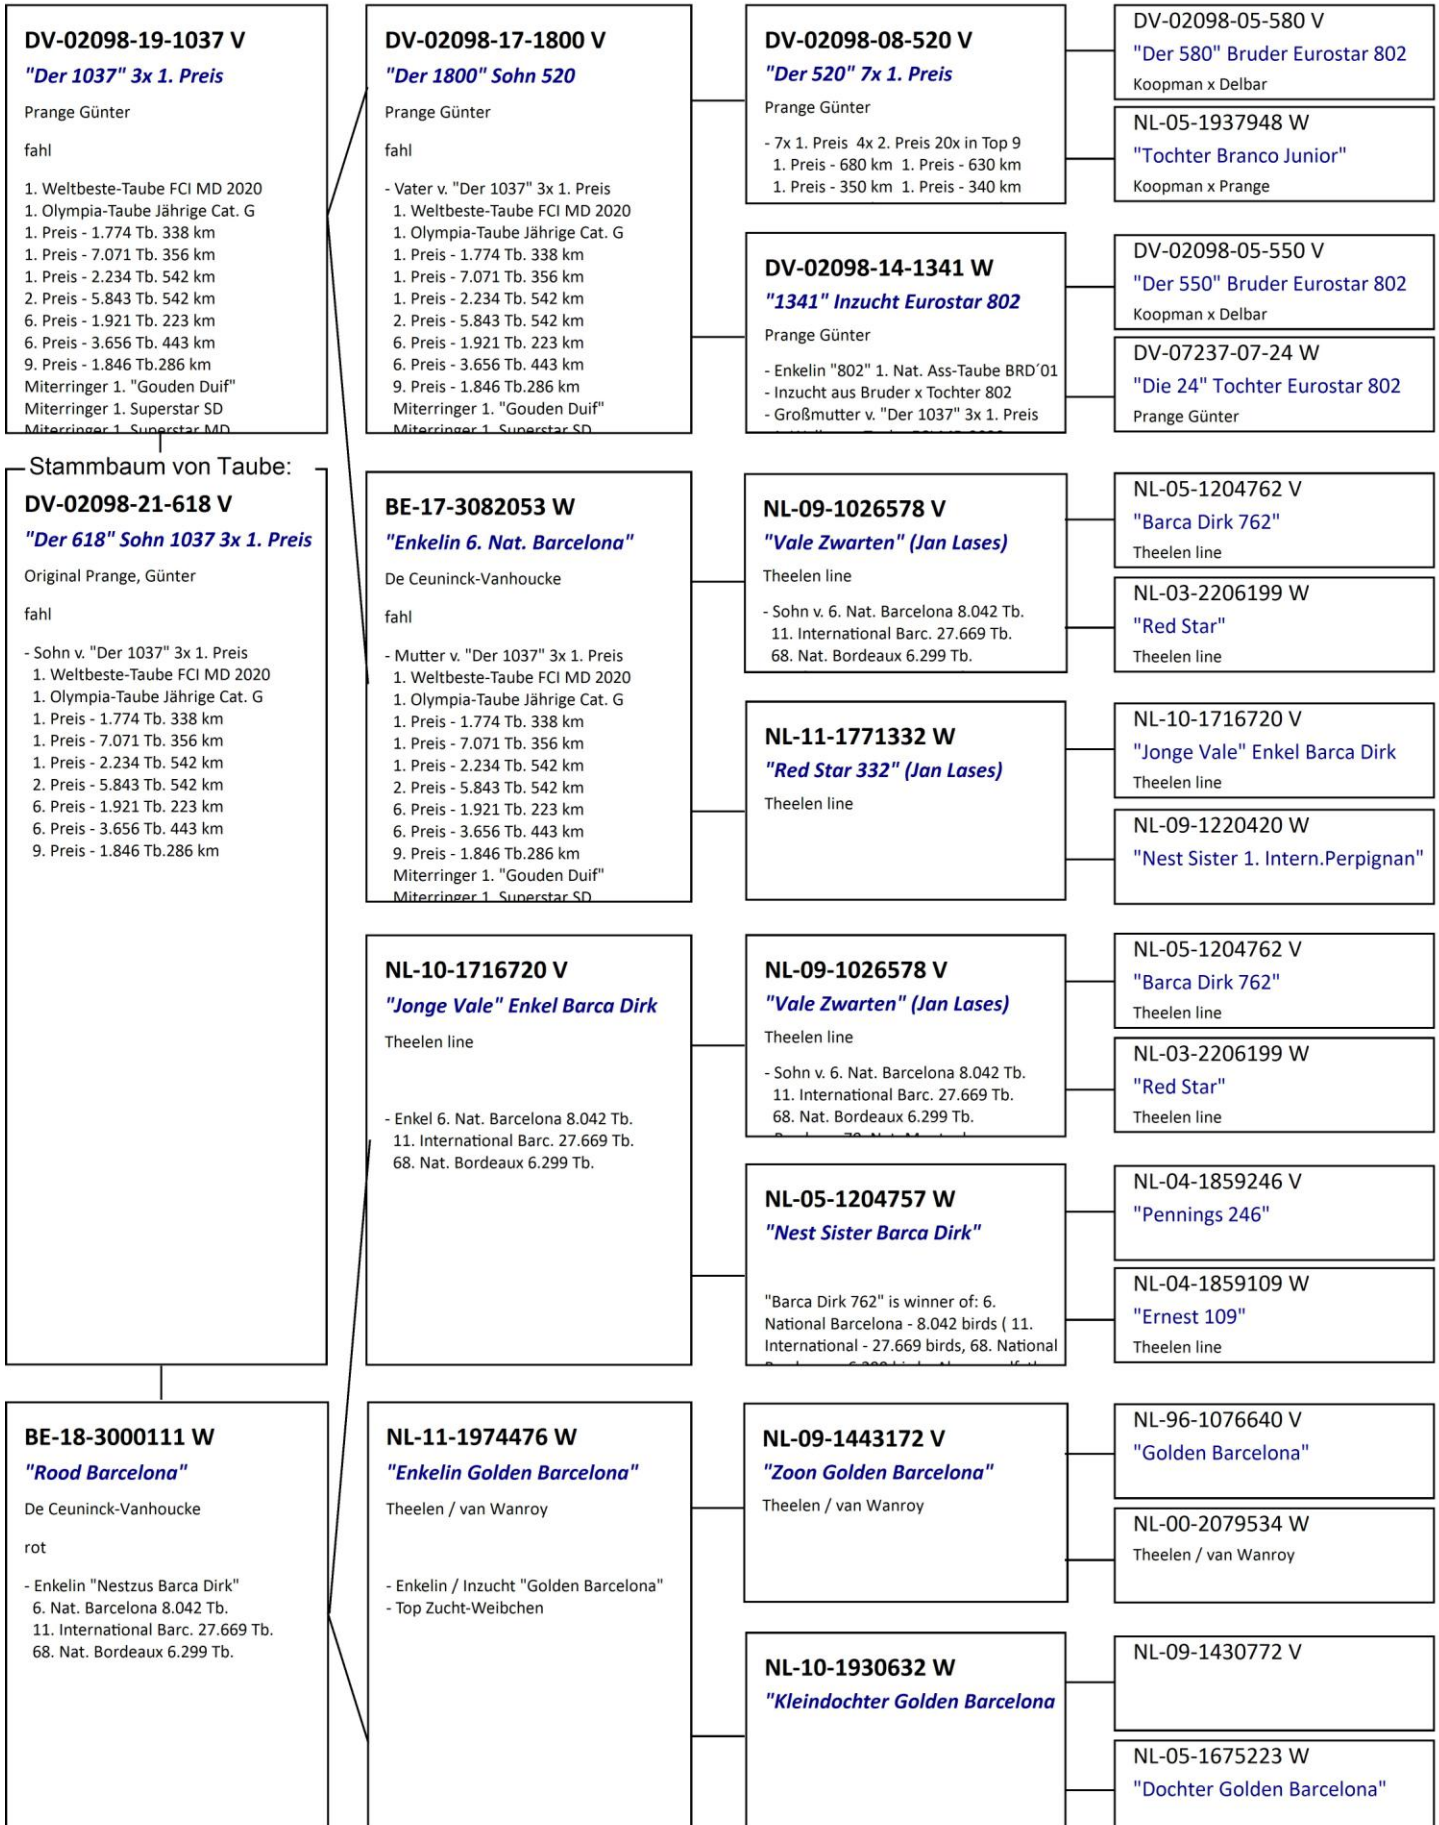 DV-02098-19-1037 V
"Der 1037" 3x 1. Preis
Prange Günter
fahl
1. Weltbeste-Taube FCI MD 2020
1. Olympia-Taube Jährige Cat. G
1. Preis - 1.774 Tb. 338 km
1. Preis - 7.071 Tb. 356 km
1. Preis - 2.234 Tb. 542 km
2. Preis - 5.843 Tb. 542 km
6. Preis - 1.921 Tb. 223 km
6. Preis - 3.656 Tb. 443 km
9. Preis - 1.846 Tb.286 km
Miterringer 1. "Gouden Duif"
Miterringer 1. Superstar SD
Miterringer 1. Superstar MD
Stammbaum von Taube:
DV-02098-21-618 V
"Der 618" Sohn 1037 3x 1. Preis
Original Prange, Günter
fahl
- Sohn v. "Der 1037" 3x 1. Preis
1. Weltbeste-Taube FCI MD 2020
1. Olympia-Taube Jährige Cat. G
1. Preis - 1.774 Tb. 338 km
1. Preis - 7.071 Tb. 356 km
1. Preis - 2.234 Tb. 542 km
2. Preis - 5.843 Tb. 542 km
6. Preis - 1.921 Tb. 223 km
6. Preis - 3.656 Tb. 443 km
9. Preis - 1.846 Tb.286 km
BE-18-3000111 W
"Rood Barcelona"
De Ceuninck-Vanhoucke
rot
- Enkelin "Nestzus Barca Dirk"
6. Nat. Barcelona 8.042 Tb.
11. International Barc. 27.669 Tb.
68. Nat. Bordeaux 6.299 Tb.
DV-02098-17-1800 V
"Der 1800" Sohn 520
Prange Günter
fahl
- Vater v. "Der 1037" 3x 1. Preis
1. Weltbeste-Taube FCI MD 2020
1. Olympia-Taube Jährige Cat. G
1. Preis - 1.774 Tb. 338 km
1. Preis - 7.071 Tb. 356 km
1. Preis - 2.234 Tb. 542 km
2. Preis - 5.843 Tb. 542 km
6. Preis - 1.921 Tb. 223 km
6. Preis - 3.656 Tb. 443 km
9. Preis - 1.846 Tb.286 km
Miterringer 1. "Gouden Duif"
Miterringer 1. Superstar SD
BE-17-3082053 W
"Enkelin 6. Nat. Barcelona"
De Ceuninck-Vanhoucke
fahl
- Mutter v. "Der 1037" 3x 1. Preis
1. Weltbeste-Taube FCI MD 2020
1. Olympia-Taube Jährige Cat. G
1. Preis - 1.774 Tb. 338 km
1. Preis - 7.071 Tb. 356 km
1. Preis - 2.234 Tb. 542 km
2. Preis - 5.843 Tb. 542 km
6. Preis - 1.921 Tb. 223 km
6. Preis - 3.656 Tb. 443 km
9. Preis - 1.846 Tb.286 km
Miterringer 1. "Gouden Duif"
Miterringer 1. Superstar SD
NL-10-1716720 V
"Jonge Vale" Enkel Barca Dirk
Theelen line
- Enkel 6. Nat. Barcelona 8.042 Tb.
11. International Barc. 27.669 Tb.
68. Nat. Bordeaux 6.299 Tb.
NL-11-1974476 W
"Enkelin Golden Barcelona"
Theelen / van Wanroy
- Enkelin / Inzucht "Golden Barcelona"
- Top Zucht-Weibchen
DV-02098-08-520 V
"Der 520" 7x 1. Preis
Prange Günter
- 7x 1. Preis 4x 2. Preis 20x in Top 9
1. Preis - 680 km 1. Preis - 630 km
1. Preis - 350 km 1. Preis - 340 km
DV-02098-14-1341 W
"1341" Inzucht Eurostar 802
Prange Günter
- Enkelin "802" 1. Nat. Ass-Taube BRD´01
- Inzucht aus Bruder x Tochter 802
- Großmutter v. "Der 1037" 3x 1. Preis
NL-09-1026578 V
"Vale Zwarten" (Jan Lases)
Theelen line
- Sohn v. 6. Nat. Barcelona 8.042 Tb.
11. International Barc. 27.669 Tb.
68. Nat. Bordeaux 6.299 Tb.
NL-11-1771332 W
"Red Star 332" (Jan Lases)
Theelen line
NL-09-1026578 V
"Vale Zwarten" (Jan Lases)
Theelen line
- Sohn v. 6. Nat. Barcelona 8.042 Tb.
11. International Barc. 27.669 Tb.
68. Nat. Bordeaux 6.299 Tb.
NL-05-1204757 W
"Nest Sister Barca Dirk"
"Barca Dirk 762" is winner of: 6.
National Barcelona - 8.042 birds ( 11.
International - 27.669 birds, 68. National
NL-09-1443172 V
"Zoon Golden Barcelona"
Theelen / van Wanroy
NL-10-1930632 W
"Kleindochter Golden Barcelona
DV-02098-05-580 V
"Der 580" Bruder Eurostar 802
Koopman x Delbar
NL-05-1937948 W
"Tochter Branco Junior"
Koopman x Prange
DV-02098-05-550 V
"Der 550" Bruder Eurostar 802
Koopman x Delbar
DV-07237-07-24 W
"Die 24" Tochter Eurostar 802
Prange Günter
NL-05-1204762 V
"Barca Dirk 762"
Theelen line
NL-03-2206199 W
"Red Star"
Theelen line
NL-10-1716720 V
"Jonge Vale" Enkel Barca Dirk
Theelen line
NL-09-1220420 W
"Nest Sister 1. Intern.Perpignan"
NL-05-1204762 V
"Barca Dirk 762"
Theelen line
NL-03-2206199 W
"Red Star"
Theelen line
NL-04-1859246 V
"Pennings 246"
NL-04-1859109 W
"Ernest 109"
Theelen line
NL-96-1076640 V
"Golden Barcelona"
NL-00-2079534 W
Theelen / van Wanroy
NL-09-1430772 V
NL-05-1675223 W
"Dochter Golden Barcelona"